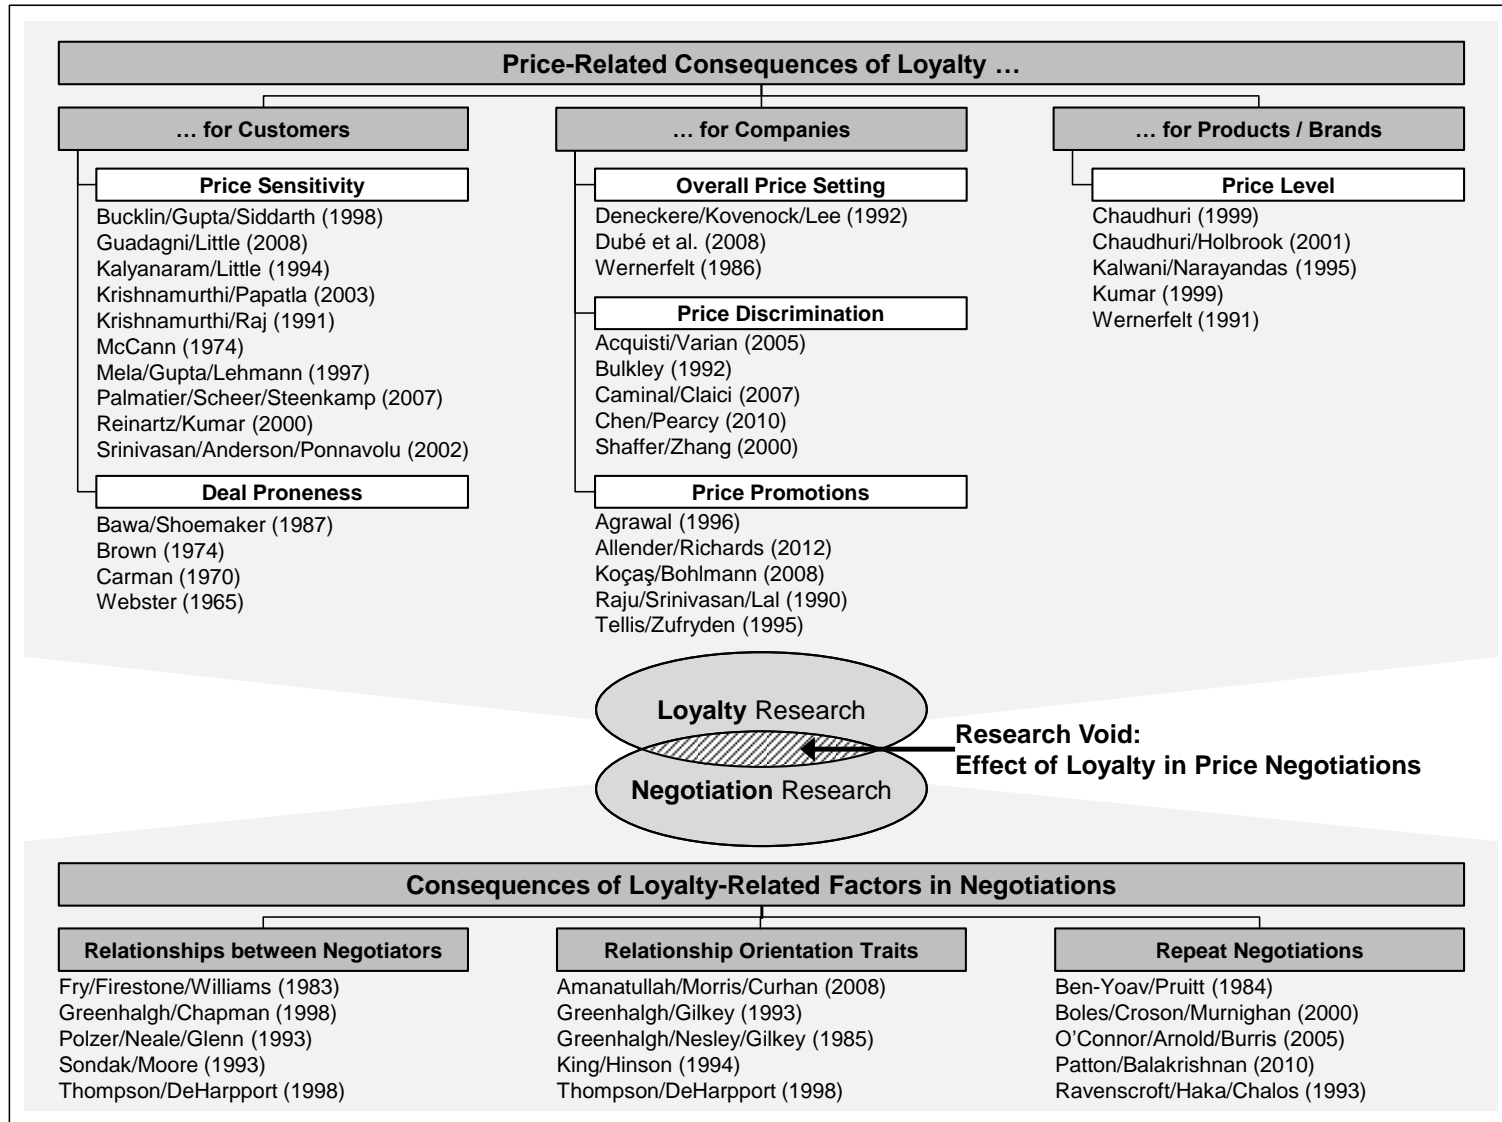 Price-Related Consequences of Loyalty …
… for Customers
Price Sensitivity
Bucklin/Gupta/Siddarth (1998)
Guadagni/Little (2008)
Kalyanaram/Little (1994)
Krishnamurthi/Papatla (2003)
Krishnamurthi/Raj (1991)
McCann (1974)
Mela/Gupta/Lehmann (1997)
Palmatier/Scheer/Steenkamp (2007)
Reinartz/Kumar (2000)
Srinivasan/Anderson/Ponnavolu (2002)
Deal Proneness
Bawa/Shoemaker (1987)
Brown (1974)
Carman (1970)
Webster (1965)
… for Companies
Overall Price Setting
Deneckere/Kovenock/Lee (1992)
Dubé et al. (2008)
Wernerfelt (1986)
Price Discrimination
Acquisti/Varian (2005)
Bulkley (1992)
Caminal/Claici (2007)
Chen/Pearcy (2010)
Shaffer/Zhang (2000)
Price Promotions
Agrawal (1996)
Allender/Richards (2012)
Koçaş/Bohlmann (2008)
Raju/Srinivasan/Lal (1990)
Tellis/Zufryden (1995)
… for Products / Brands
Price Level
Chaudhuri (1999)
Chaudhuri/Holbrook (2001)
Kalwani/Narayandas (1995)
Kumar (1999)
Wernerfelt (1991)
Loyalty Research
Negotiation Research
Research Void:
Effect of Loyalty in Price Negotiations
Consequences of Loyalty-Related Factors in Negotiations
Relationships between Negotiators
Fry/Firestone/Williams (1983)
Greenhalgh/Chapman (1998)
Polzer/Neale/Glenn (1993)
Sondak/Moore (1993)
Thompson/DeHarpport (1998)
Relationship Orientation Traits
Amanatullah/Morris/Curhan (2008)
Greenhalgh/Gilkey (1993)
Greenhalgh/Nesley/Gilkey (1985)
King/Hinson (1994)
Thompson/DeHarpport (1998)
Repeat Negotiations
Ben-Yoav/Pruitt (1984)
Boles/Croson/Murnighan (2000)
O’Connor/Arnold/Burris (2005)
Patton/Balakrishnan (2010)
Ravenscroft/Haka/Chalos (1993)